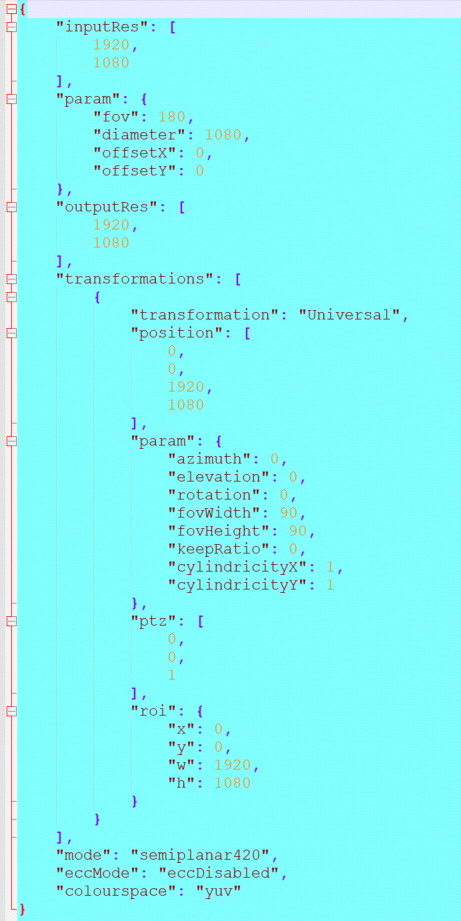 {
    "inputRes": [
        1920,
        1080
    ],
    "param": {
        "fov": 180,
        "diameter": 1080,
        "offsetX": 0,
        "offsetY": 0
    },
    "outputRes": [
        1920,
        1080
    ],
    "transformations": [
        {
            "transformation": "Universal",
            "position": [
                0,
                0,
                1920,
                1080
            ],
            "param": {
                "azimuth": 0,
                "elevation": 0,
                "rotation": 0,
                "fovWidth": 90,
                "fovHeight": 90,
                "keepRatio": 0,
                "cylindricityX": 1,
                "cylindricityY": 1
            },
            "ptz": [
                0,
                0,
                1
            ],
            "roi": {
                "x": 0,
                "y": 0,
                "w": 1920,
                "h": 1080
            }
        }
    ],
    "mode": "semiplanar420",
    "eccMode": "eccDisabled",
    "colourspace": "yuv"
}